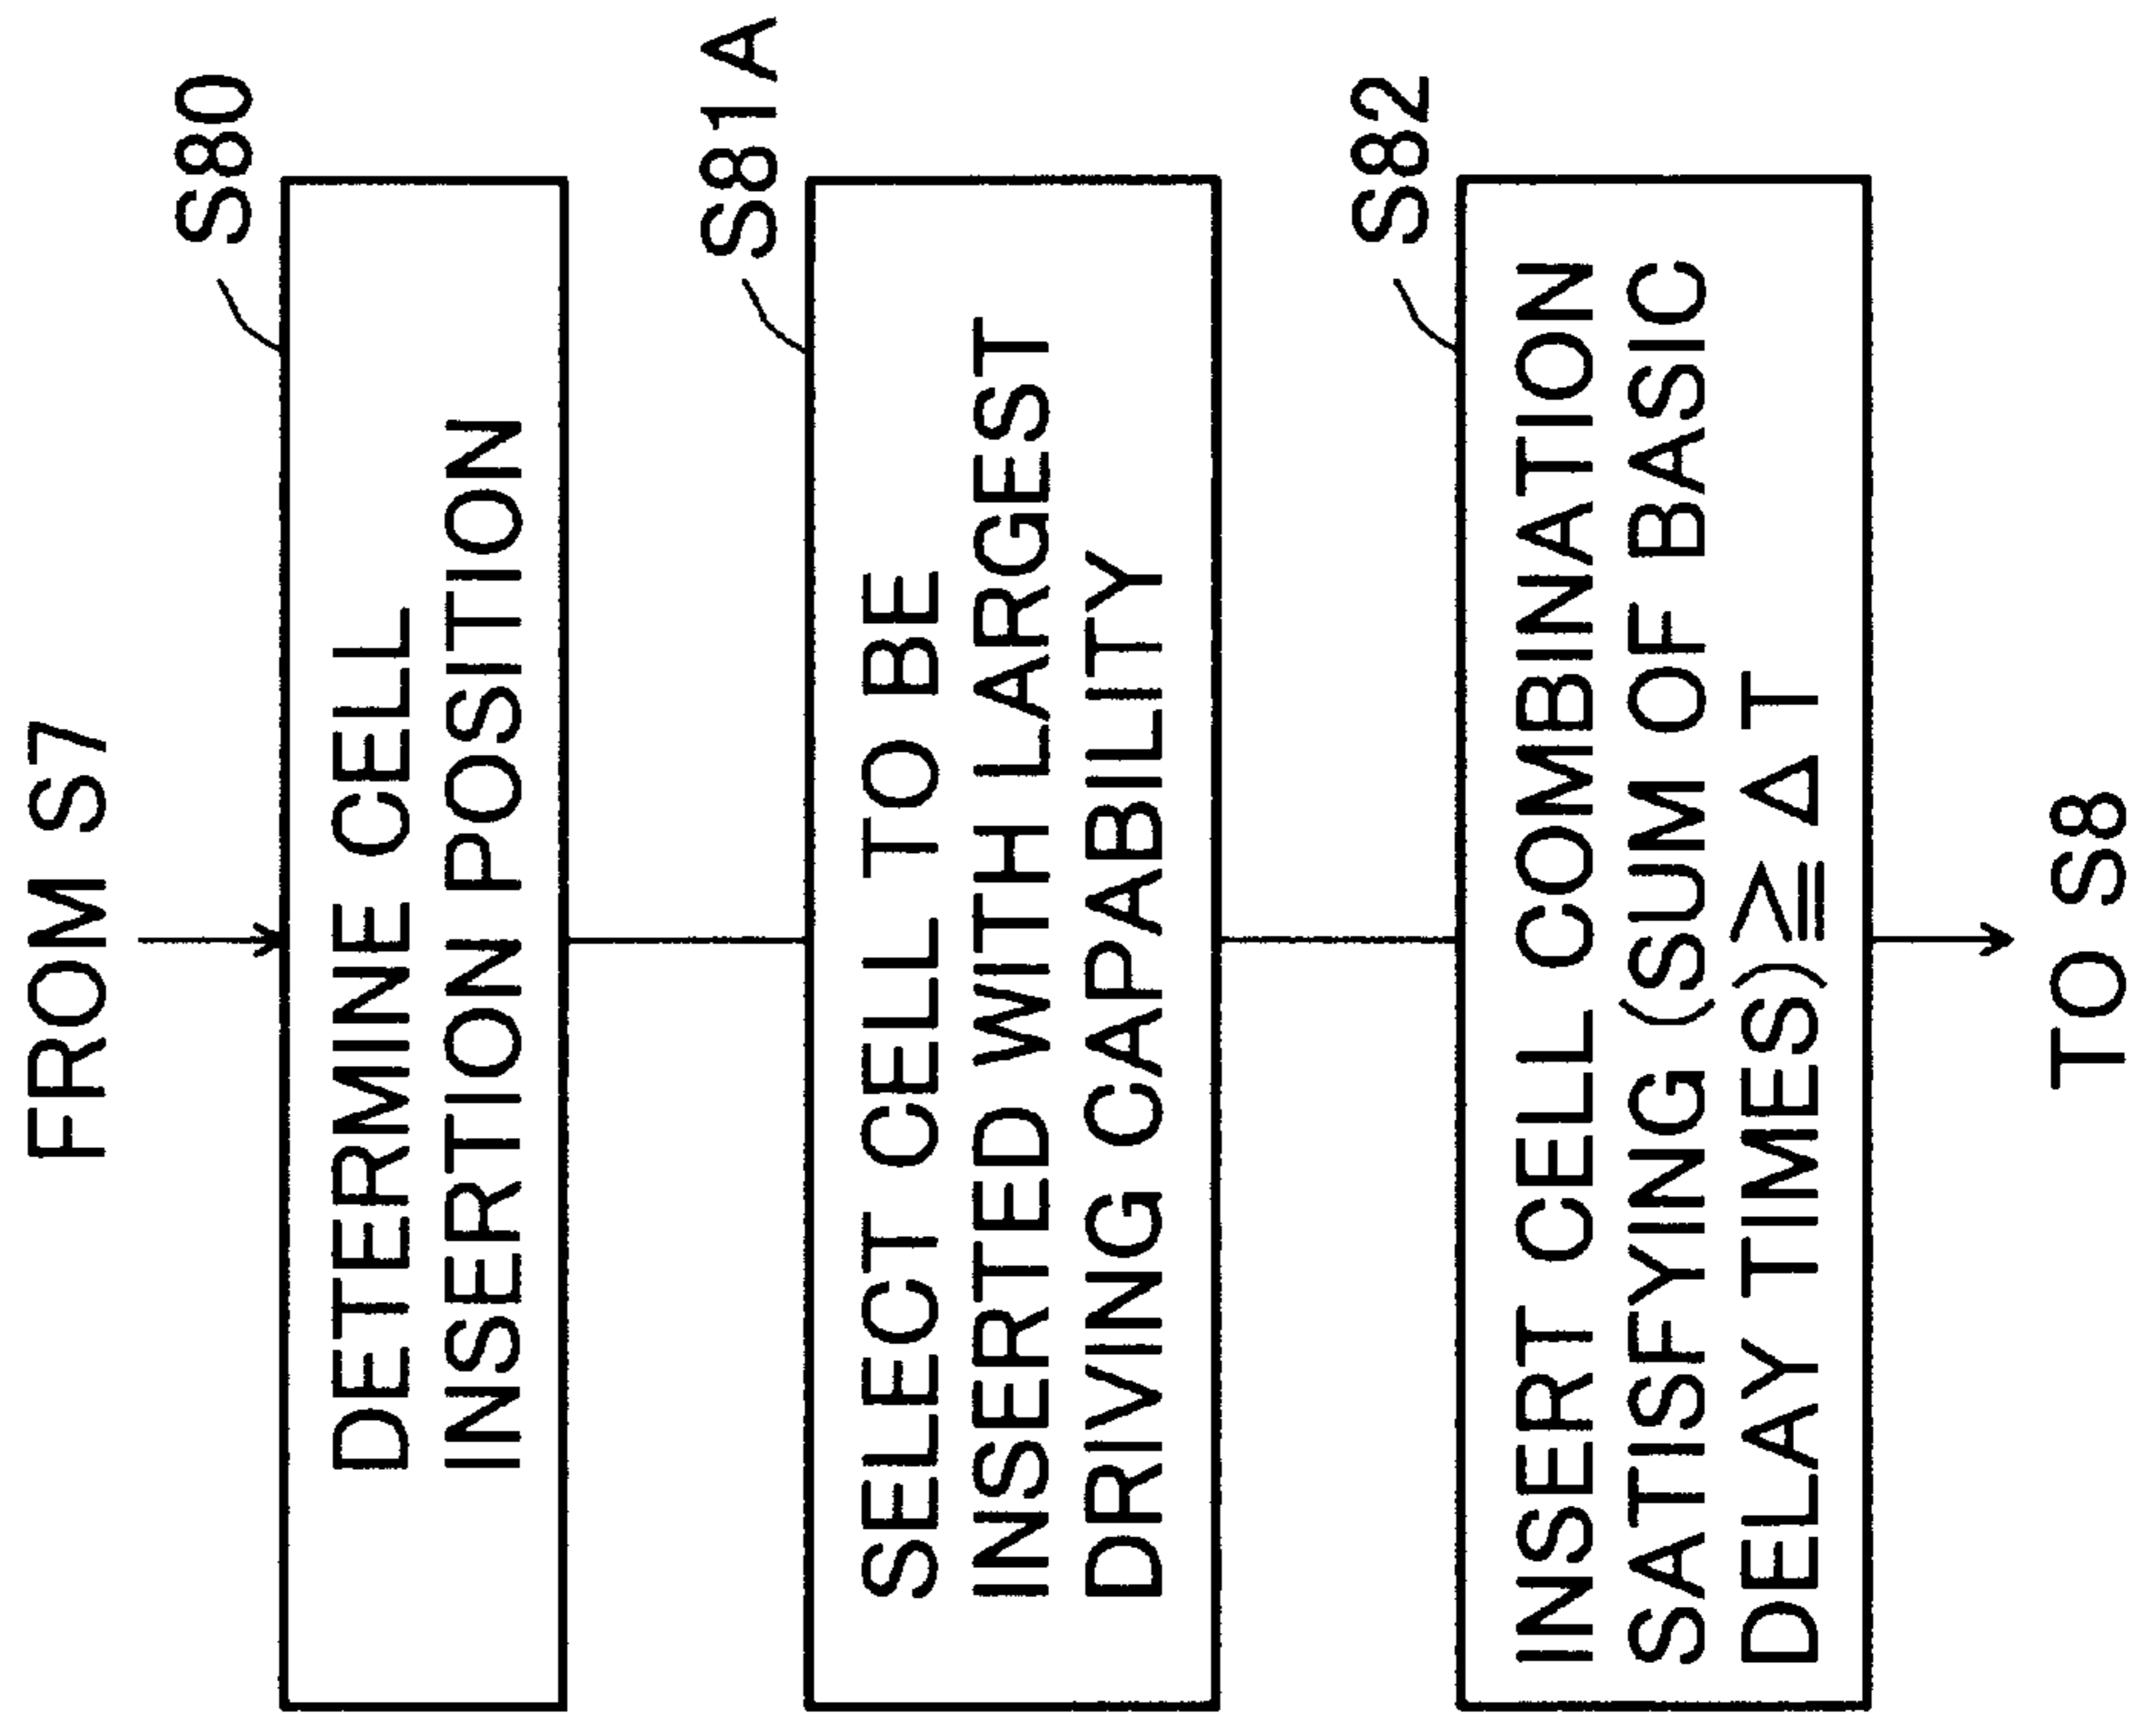 FROM S7
S80
DETERMINE CELL
INSERTION POSITION
S81A
SELECT CELL TO BE
INSERTED WITH LARGEST
DRIVING CAPABILITY
S82
INSERT CELL COMBINATION
SATISFYING (SUM OF BASIC
DELAY TIMES) ≧ Δ T
TO S8